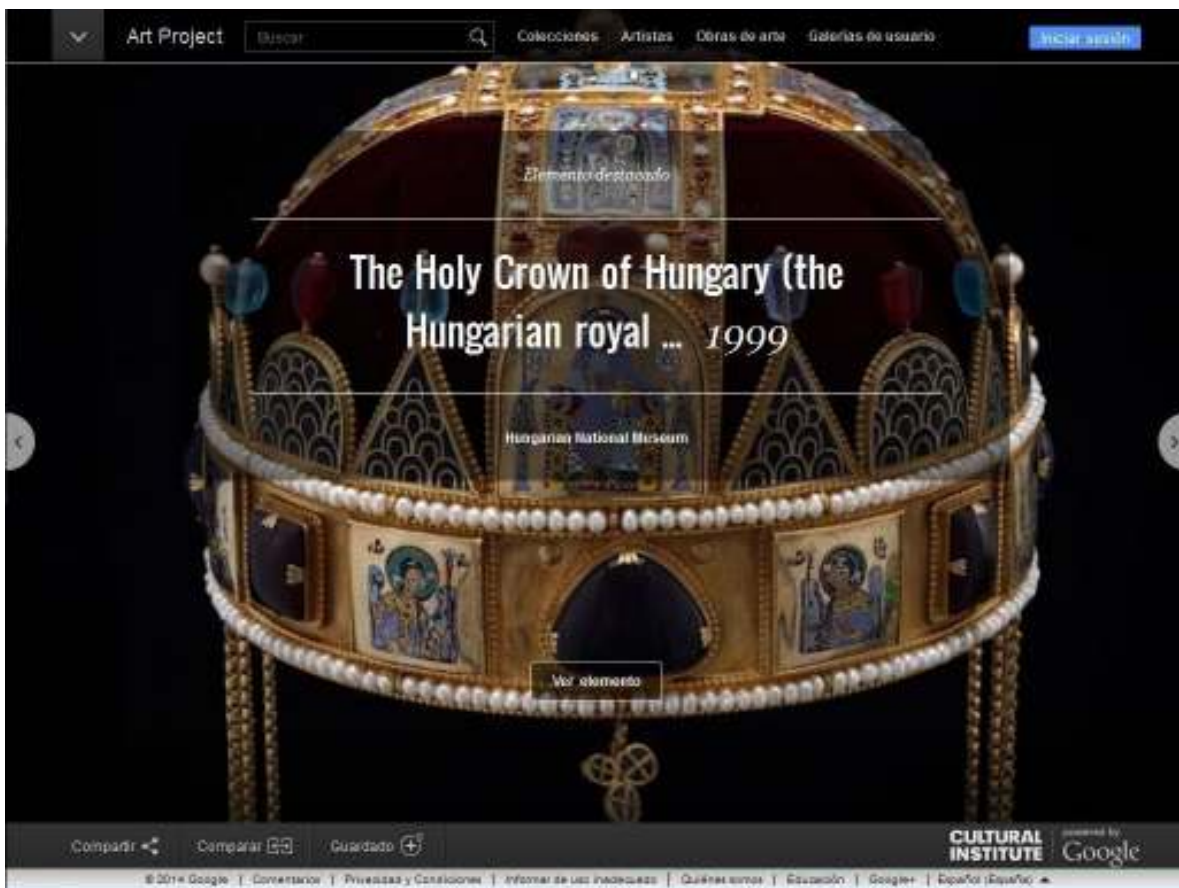 Art Project
Buscar
Colecciones Artistas Obras de arte Galerías de usuario
Iniciar sesión
Elemento destacado
The Holy Crown of Hungary (the
Hungarian royal ... 1999
Hungarian National Museum
Ver elemento
Compartir
Comparar
Guardado
CULTURAL
INSTITUTE
powered by
Google
© 2014 Google | Comentarios | Privacidad y Condiciones | Informar de uso inadecuado | Quiénes somos | Educación | Google+ | Español (España)